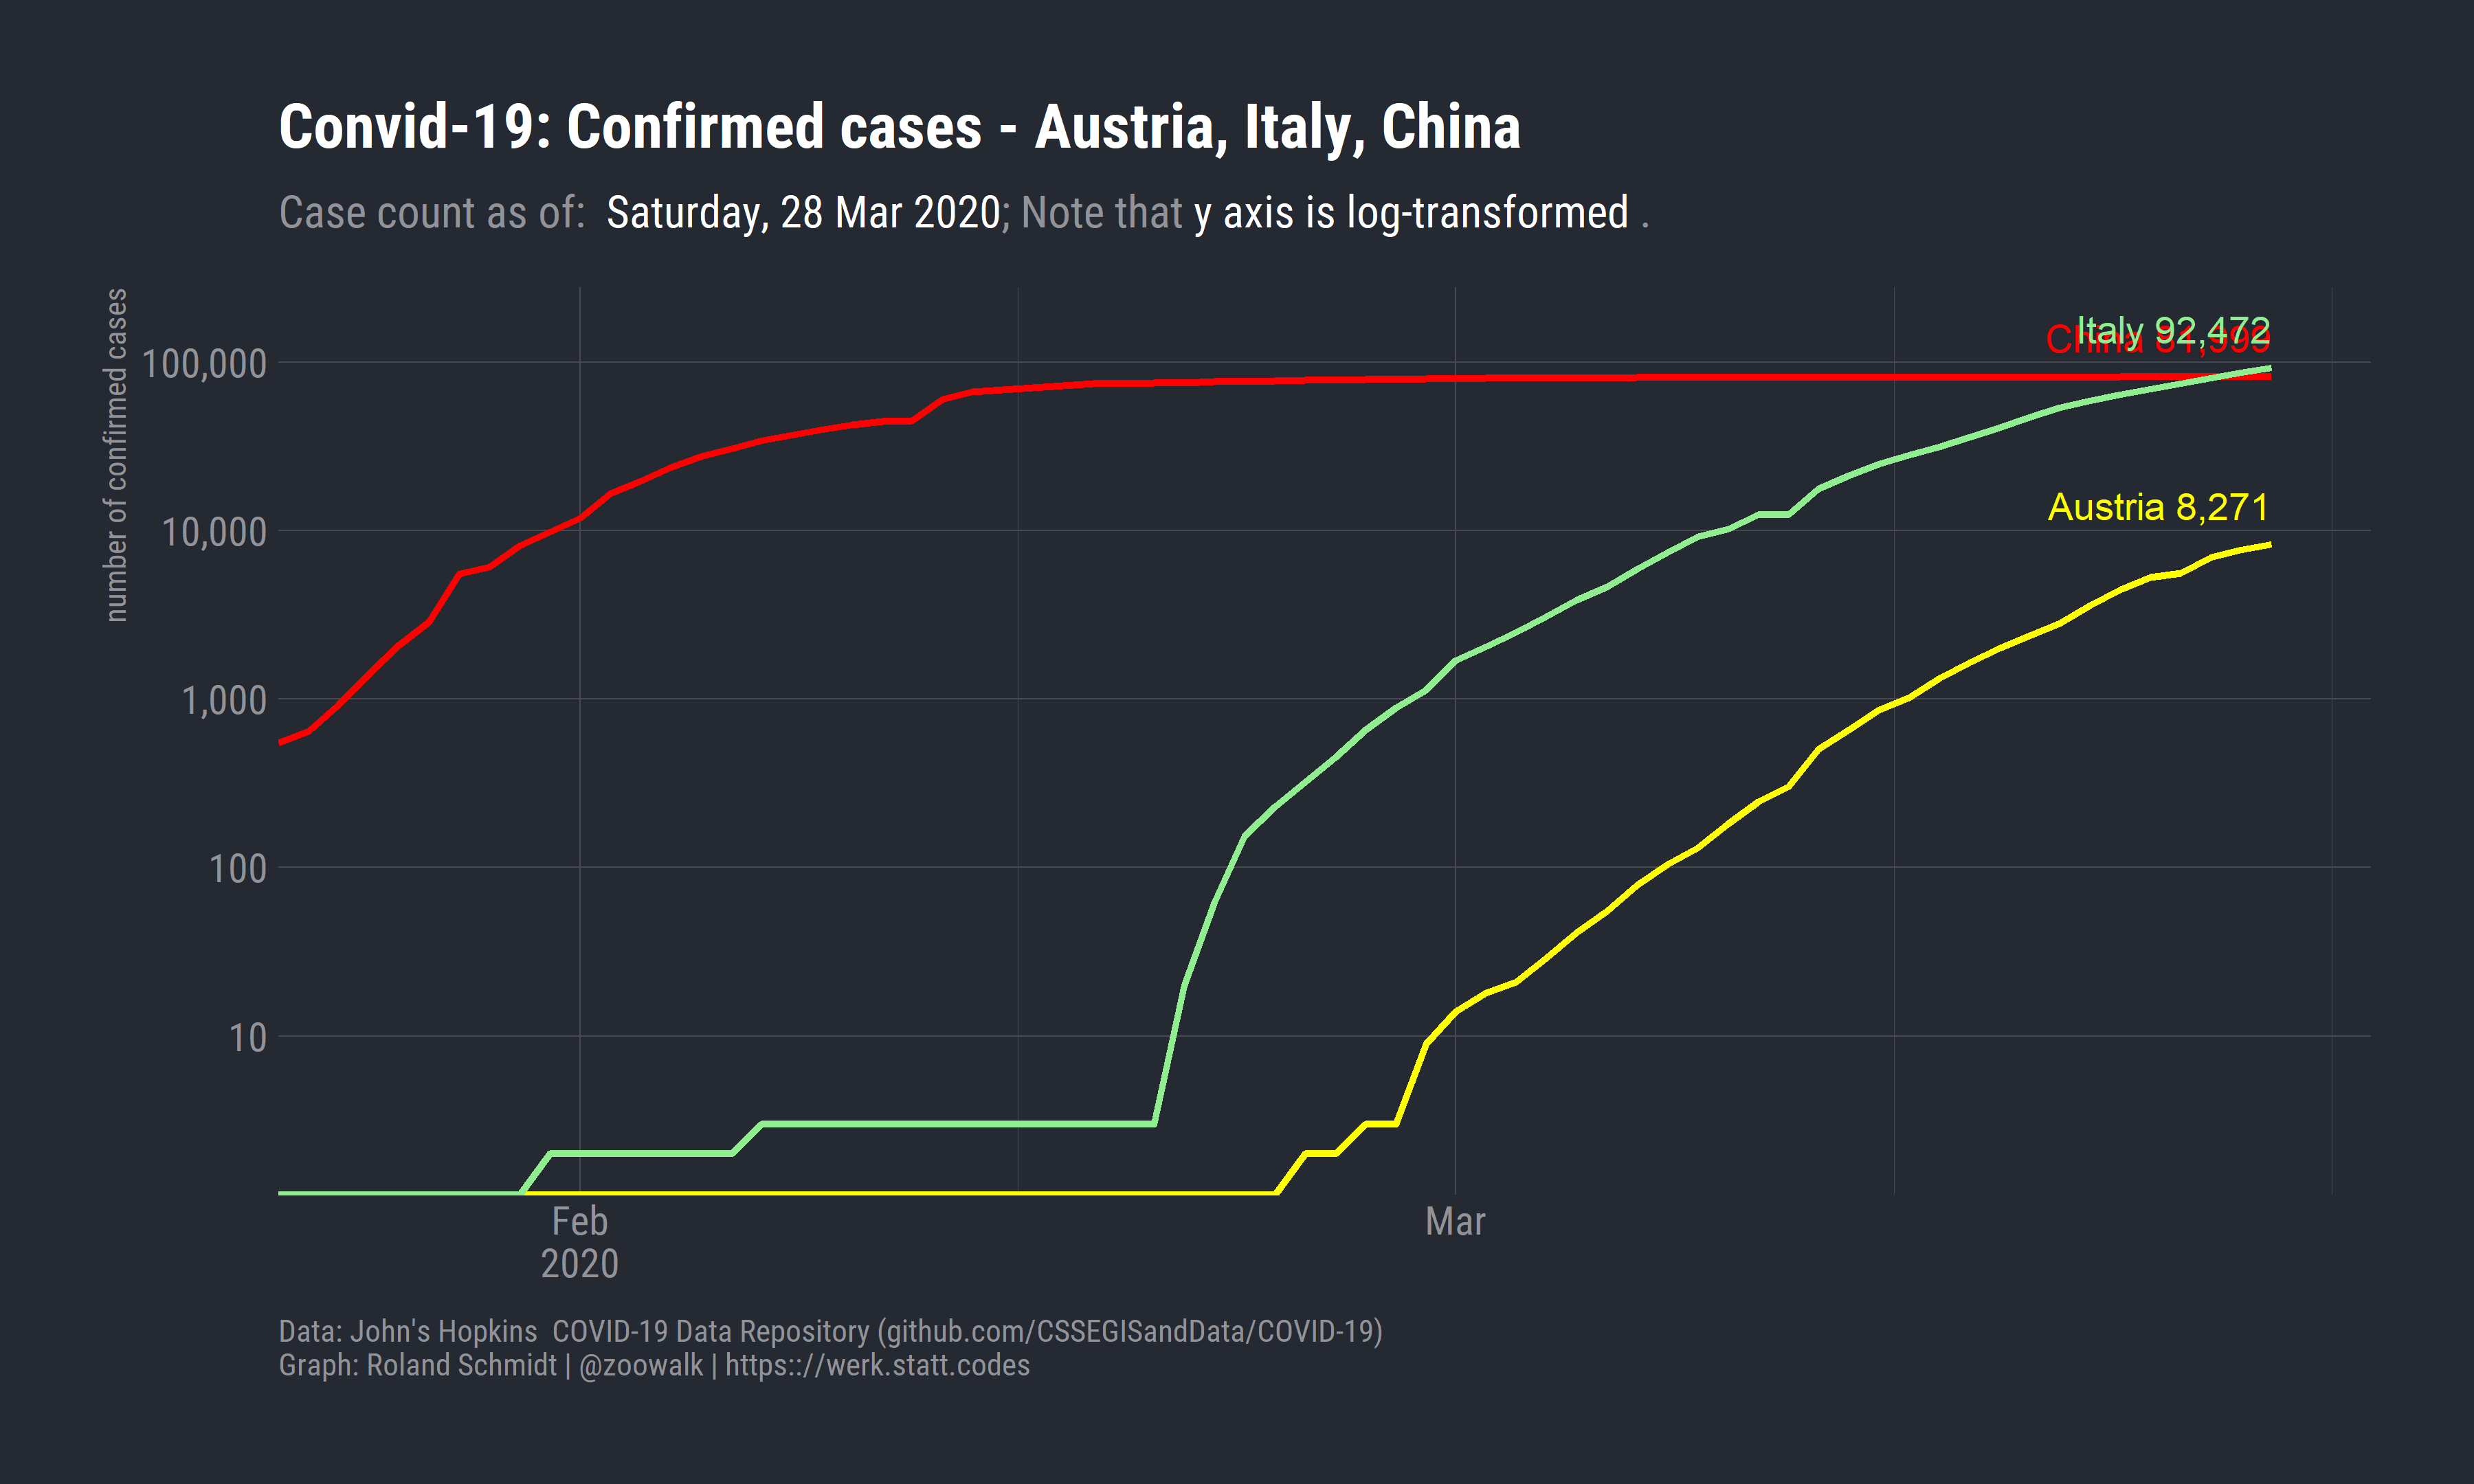 Convid-19: Confirmed cases - Austria, Italy, China
Case count as of: Saturday, 28 Mar 2020; Note that y axis is log-transformed .
number of confirmed cases
100,000
10,000
1,000
100
10
Italy 92,472
China
Austria 8,271
Feb
2020
Mar
Data: John's Hopkins COVID-19 Data Repository (github.com/CSSEGISandData/COVID-19)
Graph: Roland Schmidt | @zoowalk | https:://werk.statt.codes